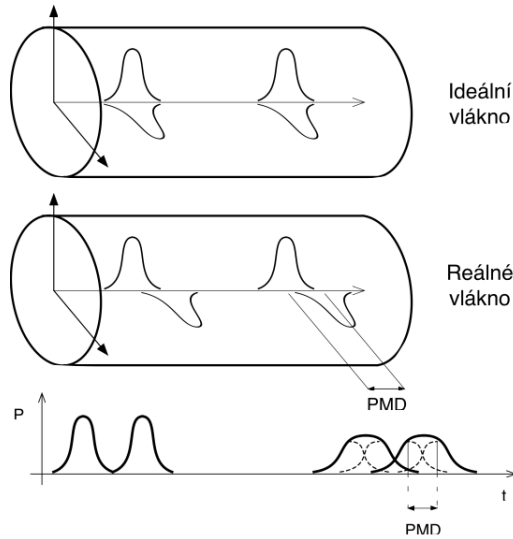 Ideální
vlákno
Reálné
vlákno
PMD
P
t
PMD